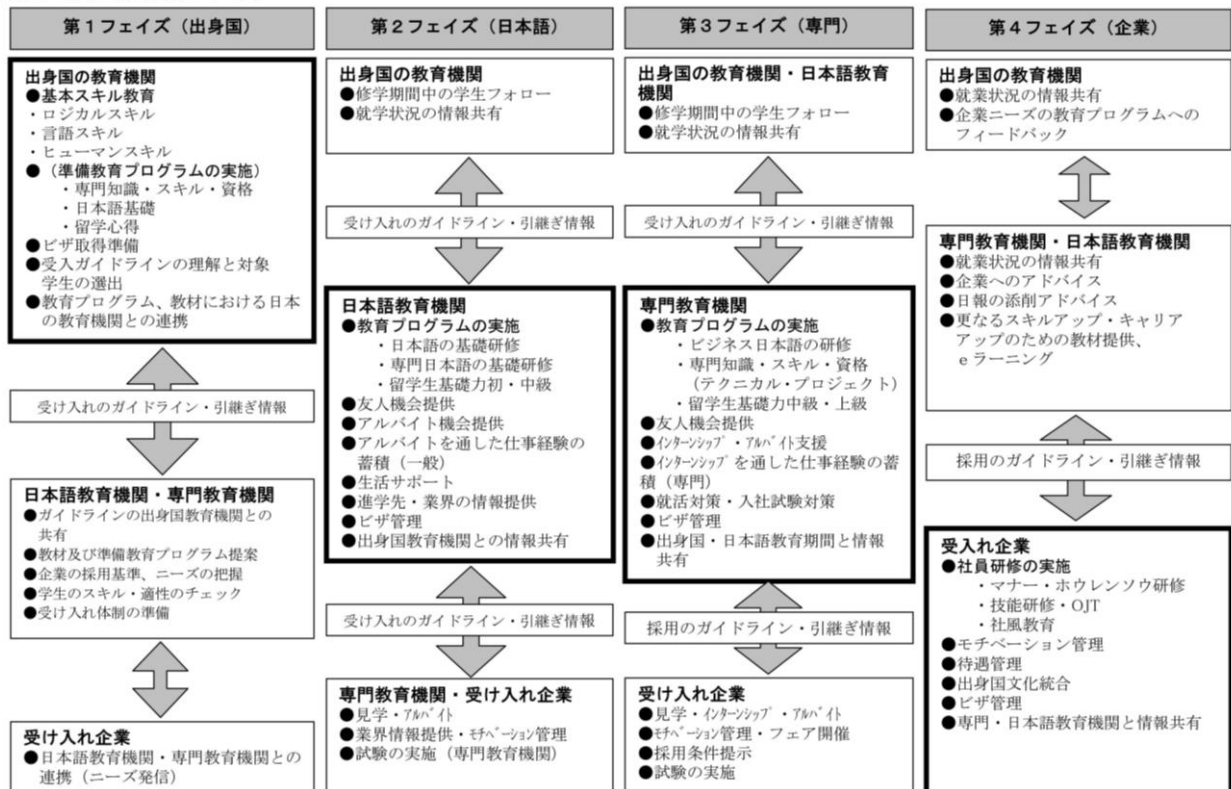 第１フェイズ（出身国）
出身国の教育機関
●基本スキル教育
・ロジカルスキル
・言語スキル
・ヒューマンスキル
●（準備教育プログラムの実施）
・専門知識・スキル・資格
・日本語基礎
・留学心得
●ビザ取得準備
●受入ガイドラインの理解と対象
学生の選出
●教育プログラム、教材における日本
の教育機関との連携
受け入れのガイドライン・引継ぎ情報
日本語教育機関・専門教育機関
●ガイドラインの出身国教育機関との
共有
●教材及び準備教育プログラム提案
●企業の採用基準、ニーズの把握
●学生のスキル・適性のチェック
●受け入れ体制の準備
受け入れ企業
●日本語教育機関・専門教育機関との
連携（ニーズ発信）
第２フェイズ（日本語）
出身国の教育機関
●修学期間中の学生フォロー
●就学状況の情報共有
受け入れのガイドライン・引継ぎ情報
日本語教育機関
●教育プログラムの実施
・日本語の基礎研修
・専門日本語の基礎研修
・留学生基礎力初・中級
●友人機会提供
●アルバイト機会提供
●アルバイトを通した仕事経験の
蓄積（一般）
●生活サポート
●進学先・業界の情報提供
●ビザ管理
●出身国教育機関との情報共有
受け入れのガイドライン・引継ぎ情報
専門教育機関・受け入れ企業
●見学・ｱﾙﾊﾞｲﾄ
●業界情報提供・ﾓﾁﾍﾞｰｼｮﾝ管理
●試験の実施（専門教育機関）
第３フェイズ（専門）
出身国の教育機関・日本語教育
機関
●修学期間中の学生フォロー
●就学状況の情報共有
受け入れのガイドライン・引継ぎ情報
専門教育機関
●教育プログラムの実施
・ビジネス日本語の研修
・専門知識・スキル・資格
（テクニカル・プロジェクト）
・留学生基礎力中級・上級
●友人機会提供
●ｲﾝﾀｰﾝｼｯﾌﾟ・ｱﾙﾊﾞｲﾄ支援
●ｲﾝﾀｰﾝｼｯﾌﾟを通した仕事経験の蓄
積（専門）
●就活対策・入社試験対策
●ビザ管理
●出身国・日本語教育期間と情報
共有
採用のガイドライン・引継ぎ情報
受け入れ企業
●見学・ｲﾝﾀｰﾝｼｯﾌﾟ・ｱﾙﾊﾞｲﾄ
●ﾓﾁﾍﾞｰｼｮﾝ管理・フェア開催
●採用条件提示
●試験の実施
第４フェイズ（企業）
出身国の教育機関
●就業状況の情報共有
●企業ニーズの教育プログラムへの
フィードバック
専門教育機関・日本語教育機関
●就業状況の情報共有
●企業へのアドバイス
●日報の添削アドバイス
●更なるスキルアップ・キャリア
アップのための教材提供、
ｅラーニング
採用のガイドライン・引継ぎ情報
受入れ企業
●社員研修の実施
・マナー・ホウレンソウ研修
・技能研修・OJT
・社風教育
●モチベーション管理
●待遇管理
●出身国文化統合
●ビザ管理
●専門・日本語教育機関と情報共有